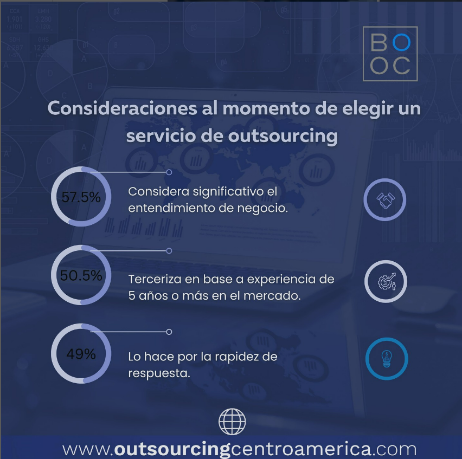 BO
OC
Consideraciones al momento de elegir un
servicio de outsourcing
57.5%
Considera significativo el
entendimiento de negocio.
50.5%
Terceriza en base a experiencia de
5 años o más en el mercado.
49%
Lo hace por la rapidez de
respuesta.
www.outsourcingcentroamerica.com